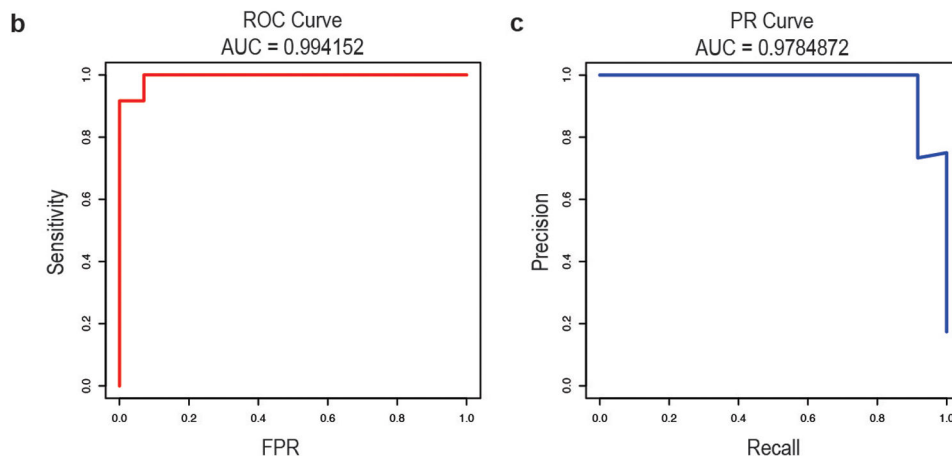 b
ROC Curve
AUC = 0.994152
1.0
0.8
0.6
0.4
0.2
0.0
Sensitivity
0.0 0.2 0.4 0.6 0.8 1.0
FPR
c
PR Curve
AUC = 0.9784872
1.0
0.8
0.6
0.4
0.2
0.0
Precision
0.0 0.2 0.4 0.6 0.8 1.0
Recall